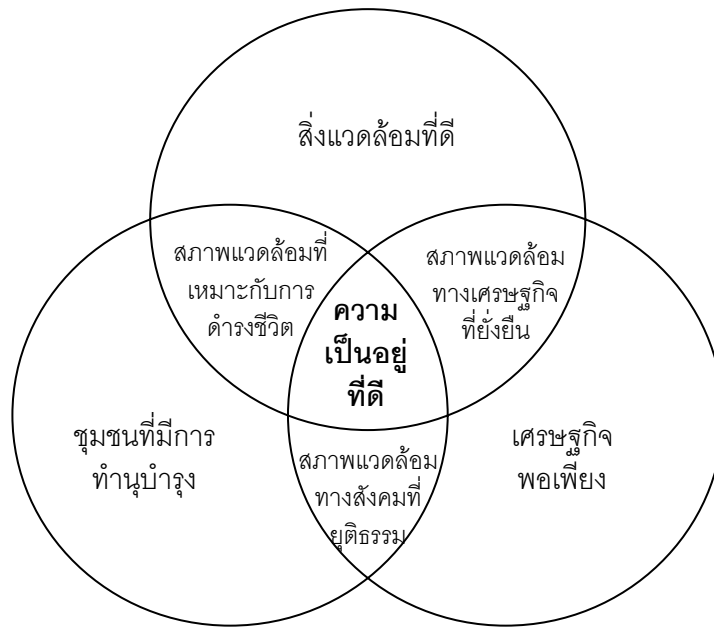 สิ่งแวดล้อมที่ดี
สภาพแวดล้อมที่
เหมาะกับการ
ดำรงชีวิต
สภาพแวดล้อม
ทางเศรษฐกิจ
ที่ยั่งยืน
ความ
เป็นอยู่
ที่ดี
ชุมชนที่มีการ
ทำนุบำรุง
สภาพแวดล้อม
ทางสังคมที่
ยุติธรรม
เศรษฐกิจ
พอเพียง